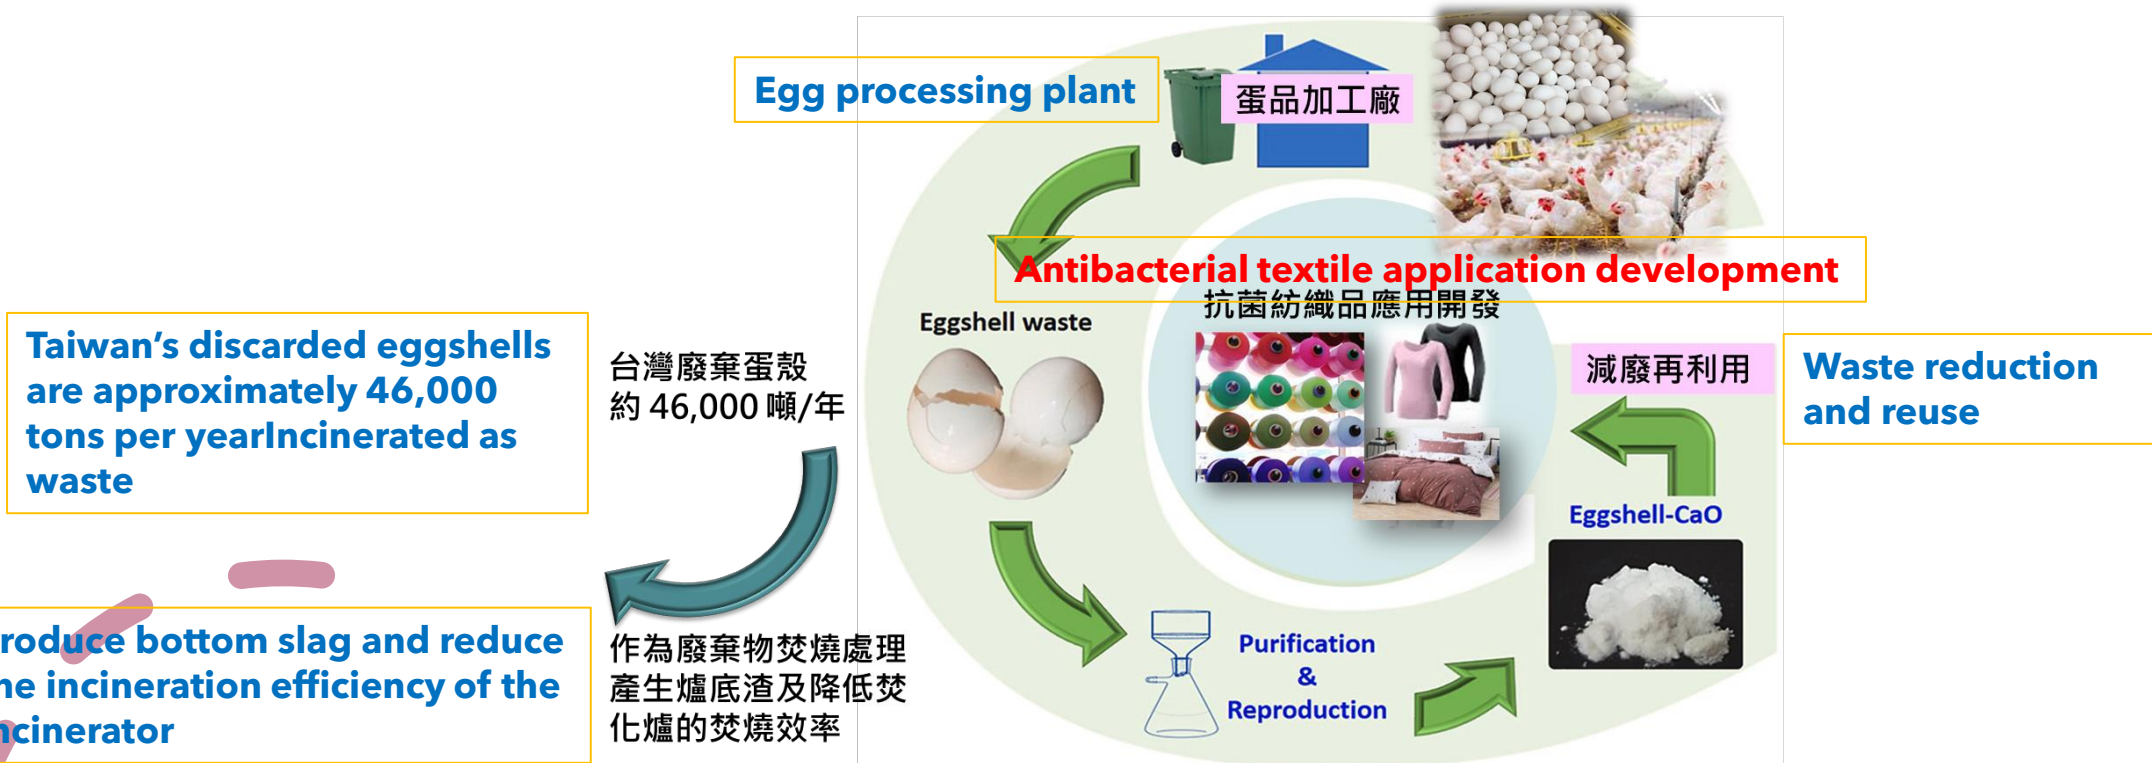 Egg processing plant
蛋品加工廠
Antibacterial textile application development
抗菌紡織品應用開發
Eggshell waste
Taiwan’s discarded eggshells
are approximately 46,000
tons per yearIncinerated as
waste
台灣廢棄蛋殼
約 46,000 噸/年
減廢再利用
Waste reduction
and reuse
Eggshell-CaO
roduce bottom slag and reduce
he incineration efficiency of the
ncinerator
作為廢棄物焚燒處理
產生爐底渣及降低焚
化爐的焚燒效率
Purification
&
Reproduction